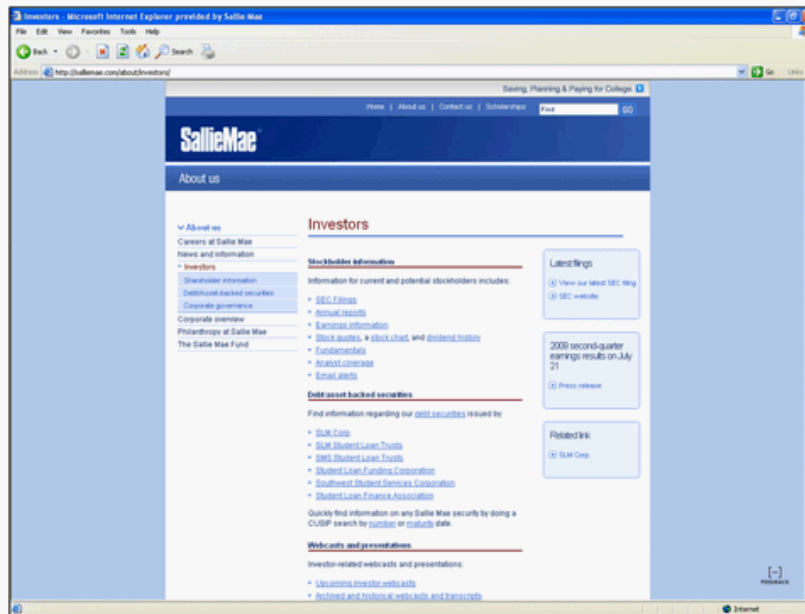 Investors - Microsoft Internet Explorer provided by Sallie Mae
File Edit View Favorites Tools Help
Back Search
Address http://salliemae.com/about/investors/ Go Links
Saving, Planning & Paying for College
Home | About us | Contact us | Scholarships Find GO
SallieMae
About us
About us
Careers at Sallie Mae
News and information
Investors
Shareholder information
Debt/Asset-backed securities
Corporate governance
Corporate overview
Philanthropy at Sallie Mae
The Sallie Mae Fund
Investors
Stockholder information
Information for current and potential stockholders includes:
SEC Filings
Annual reports
Earnings information
Stock quotes, a stock chart, and dividend history
Fundamentals
Analyst coverage
Email alerts
Debt/asset backed securities
Find information regarding our debt securities issued by:
SLM Corp.
SLM Student Loan Trusts
SMS Student Loan Trusts
Student Loan Funding Corporation
Southwest Student Services Corporation
Student Loan Finance Association
Quickly find information on any Sallie Mae security by doing a
CUSIP search by number or maturity date.
Webcasts and presentations
Investor-related webcasts and presentations:
Upcoming investor webcasts
Archived and historical webcasts and transcripts
Latest filings
View our latest SEC filing
SEC website
2009 second-quarter
earnings results on July
21
Press release
Related link
SLM Corp.
[-]
FEEDBACK
Internet